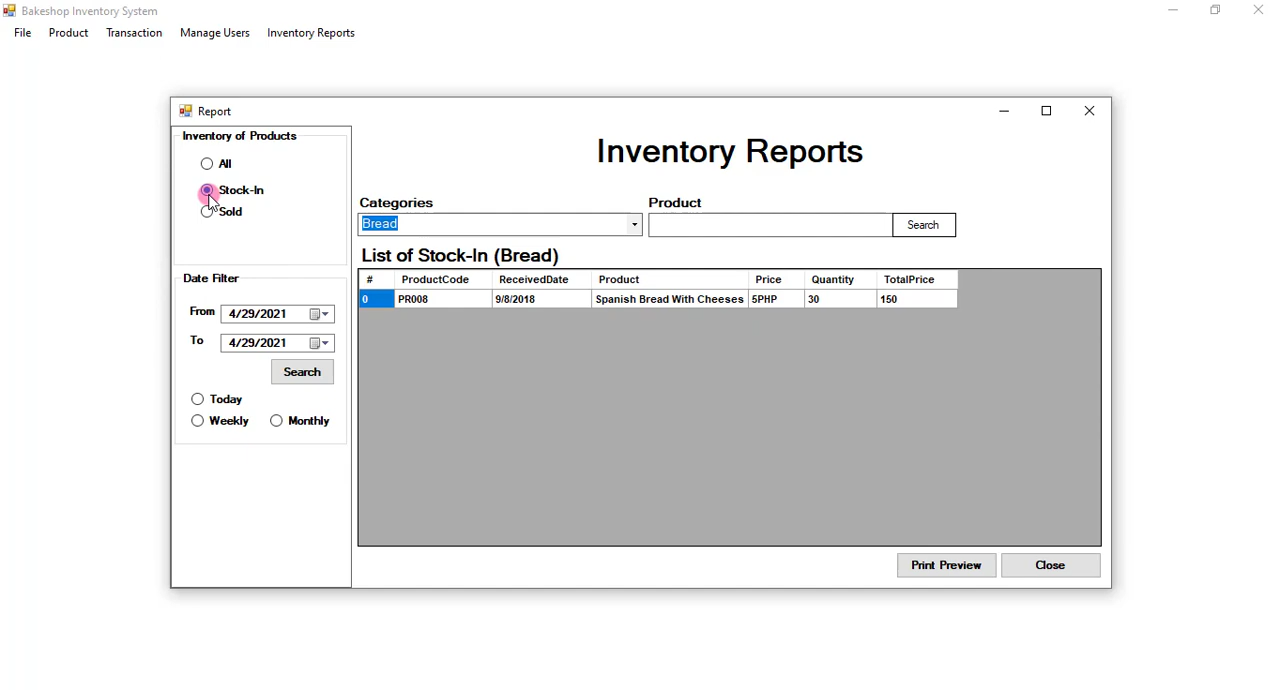 Bakeshop Inventory System
File Product Transaction Manage Users Inventory Reports
Report
Inventory of Products
All
Stock-In
Sold
Date Filter
From 4/29/2021
To 4/29/2021
Search
Today
Weekly Monthly
Inventory Reports
Categories Product
Bread Search
List of Stock-In (Bread)
# ProductCode ReceivedDate Product Price Quantity TotalPrice
0 PR008 9/8/2018 Spanish Bread With Cheeses 5PHP 30 150
Print Preview Close